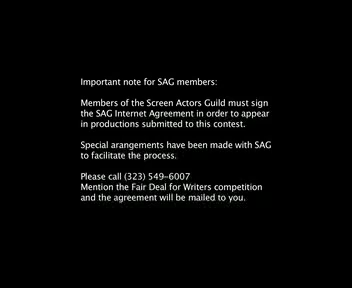 Important note for SAG members:
Members of the Screen Actors Guild must sign
the SAG Internet Agreement in order to appear
in productions submitted to this contest.
Special arangements have been made with SAG
to facilitate the process.
Please call (323) 549-6007
Mention the Fair Deal for Writers competition
and the agreement will be mailed to you.